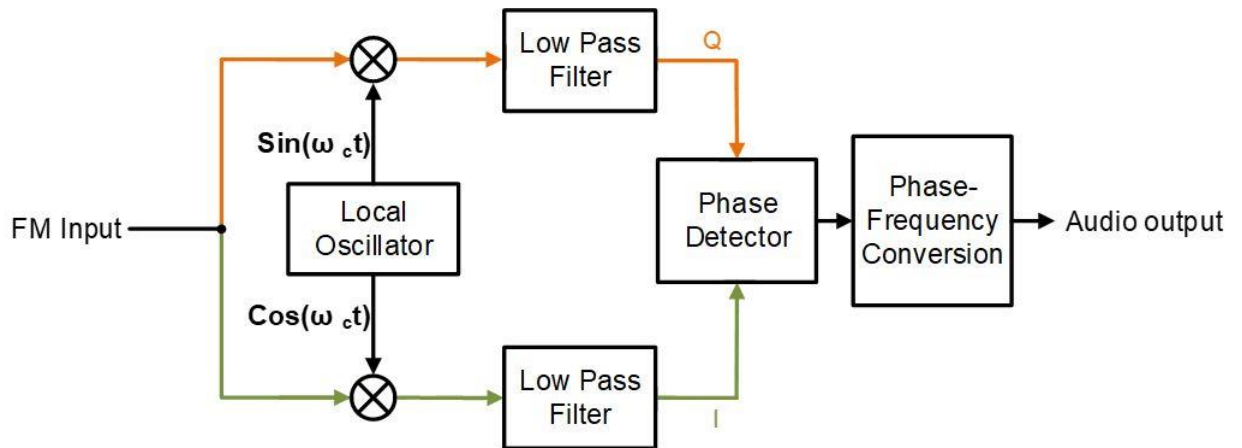 Low Pass
Filter
Q
Sin(ω c t)
FM Input
Local
Oscillator
Phase
Detector
Phase-
Frequency
Conversion
Audio output
Cos(ω c t)
Low Pass
Filter
I